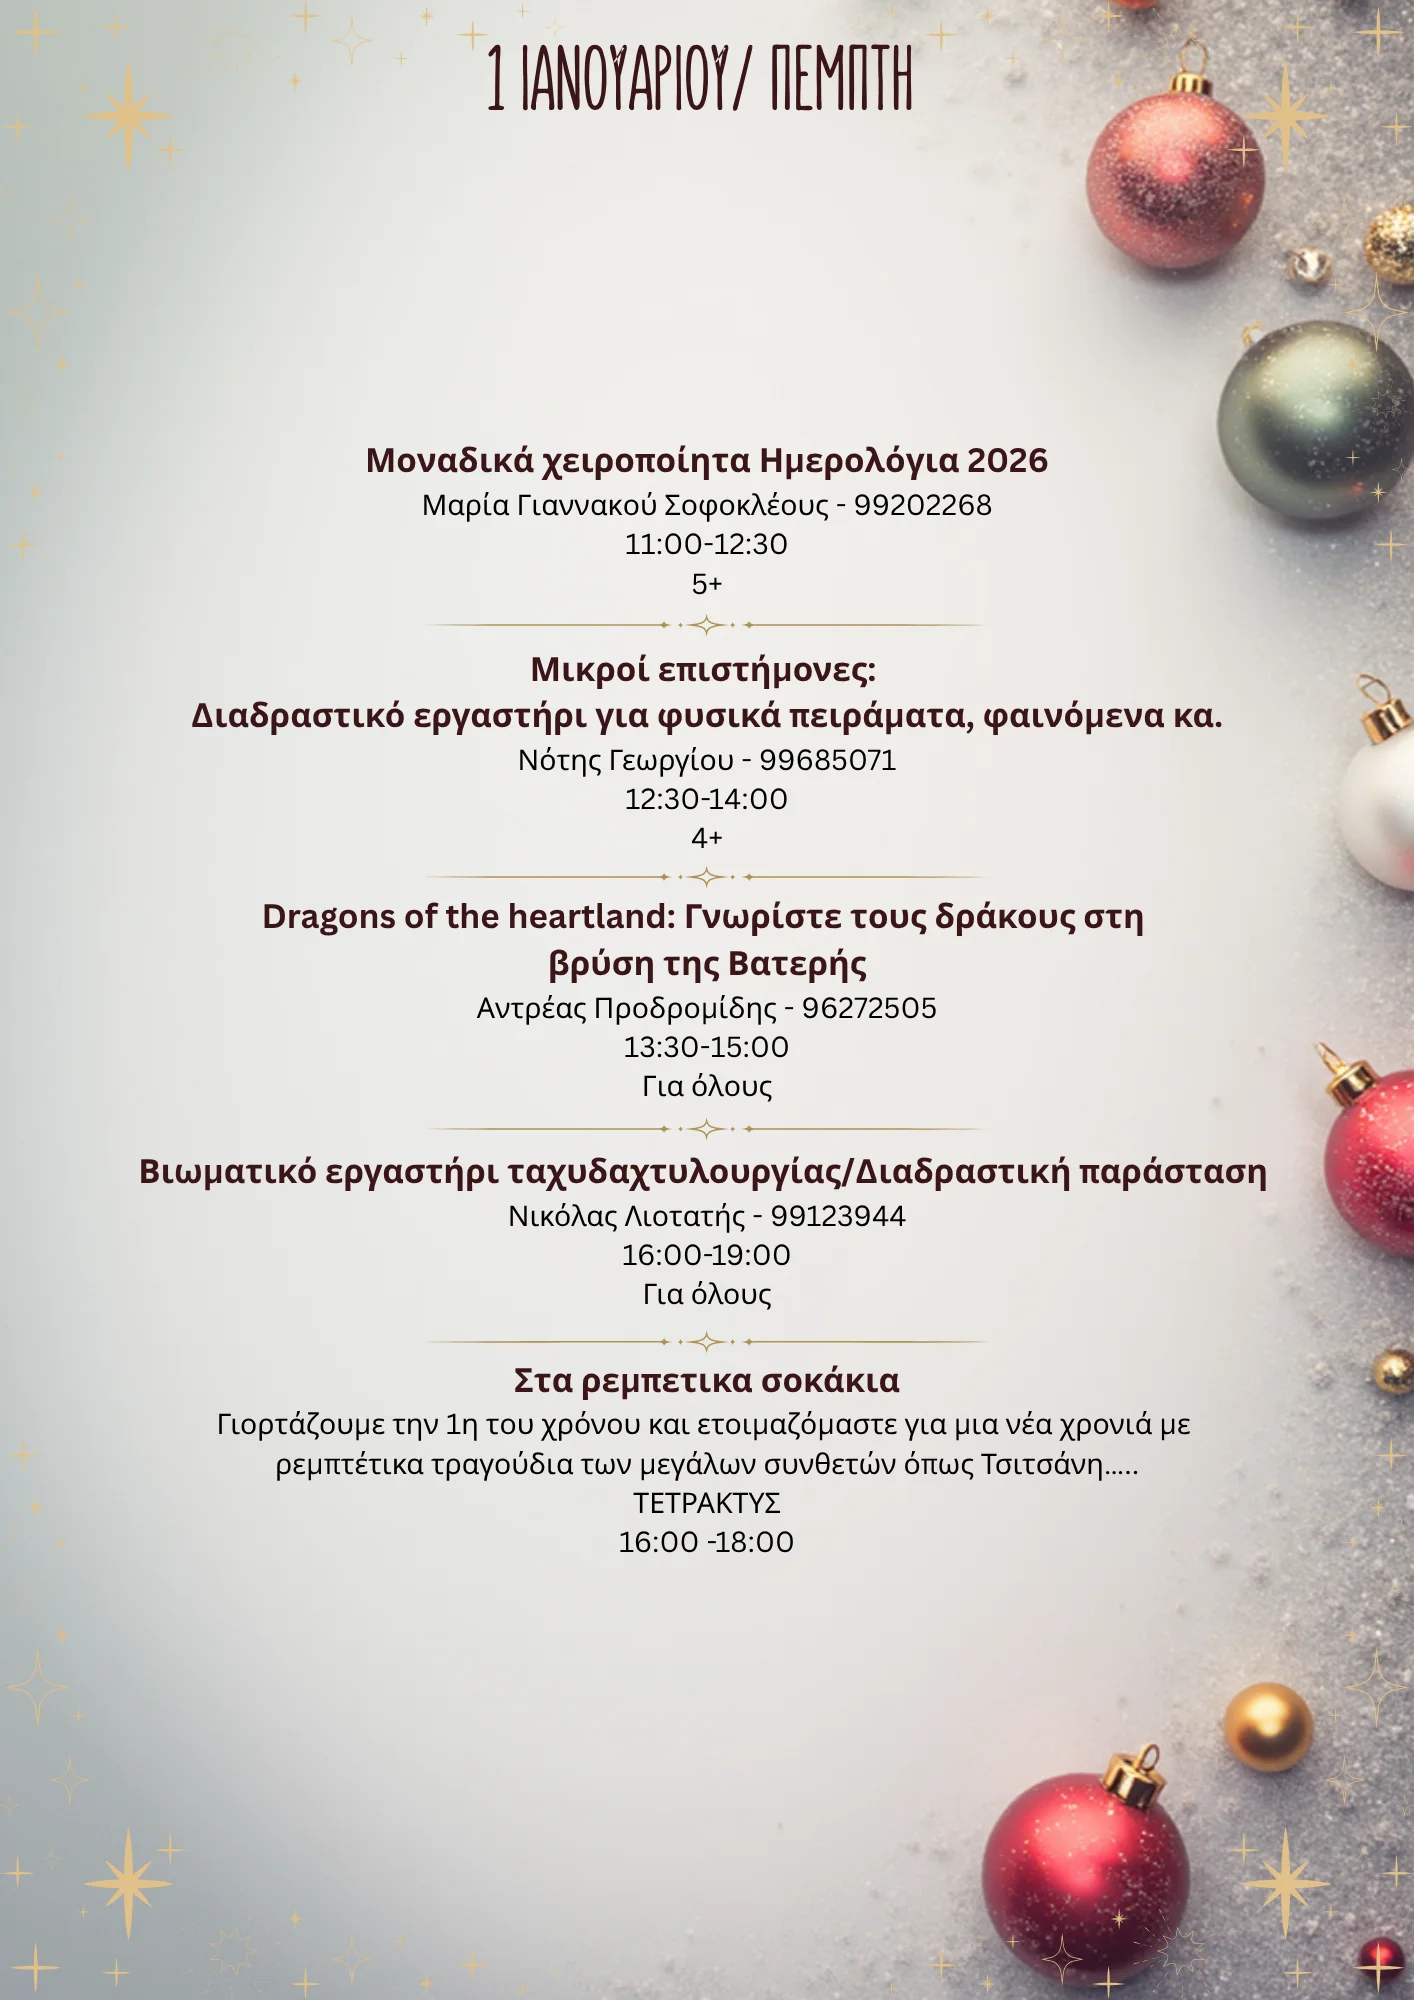 1 ΙΑΝΟΥΑΡΙΟΥ/ ΠΕΜΠΤΗ
Μοναδικά χειροποίητα Ημερολόγια 2026
Μαρία Γιαννακού Σοφοκλέους - 99202268
11:00-12:30
5+
Μικροί επιστήμονες:
Διαδραστικό εργαστήρι για φυσικά πειράματα, φαινόμενα κα.
Νότης Γεωργίου - 99685071
12:30-14:00
4+
Dragons of the heartland: Γνωρίστε τους δράκους στη
βρύση της Βατερής
Αντρέας Προδρομίδης - 96272505
13:30-15:00
Για όλους
Βιωματικό εργαστήρι ταχυδαχτυλουργίας/Διαδραστική παράσταση
Νικόλας Λιοτατής - 99123944
16:00-19:00
Για όλους
Στα ρεμπετικα σοκάκια
Γιορτάζουμε την 1η του χρόνου και ετοιμαζόμαστε για μια νέα χρονιά με
ρεμπτέτικα τραγούδια των μεγάλων συνθετών όπως Τσιτσάνη.....
ΤΕΤΡΑΚΤΥΣ
16:00 -18:00